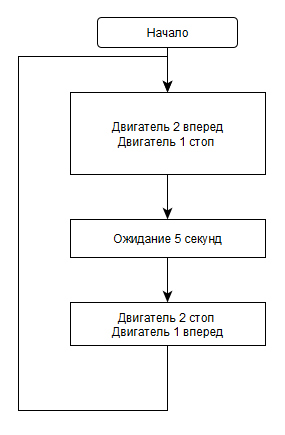 Начало
Двигатель 2 вперед
Двигатель 1 стоп
Ожидание 5 секунд
Двигатель 2 стоп
Двигатель 1 вперед